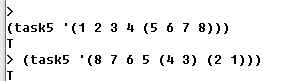 >
(task5 '(1 2 3 4 (5 6 7 8)))
T
> (task5 '(8 7 6 5 (4 3) (2 1)))
T